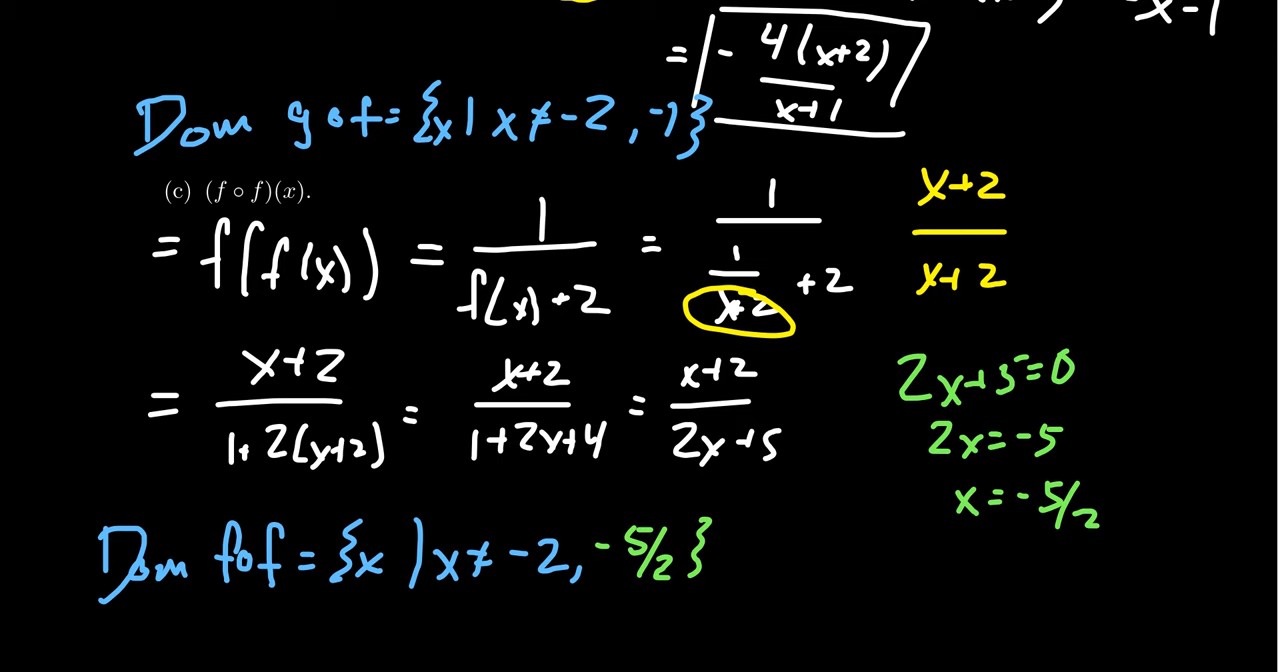 = - 4(x+2) / x+1
Dom g∘f = {x | x ≠ -2, -1}
(c) (f ∘ f)(x).
= f(f(x)) = 1 / f(x)+2 = 1 / (1/(x+2) + 2) x+2 / x+2
= x+2 / 1+2(x+2) = x+2 / 1+2x+4 = x+2 / 2x+5
2x+5=0
2x=-5
x=-5/2
Dom f∘f = {x | x ≠ -2, -5/2}